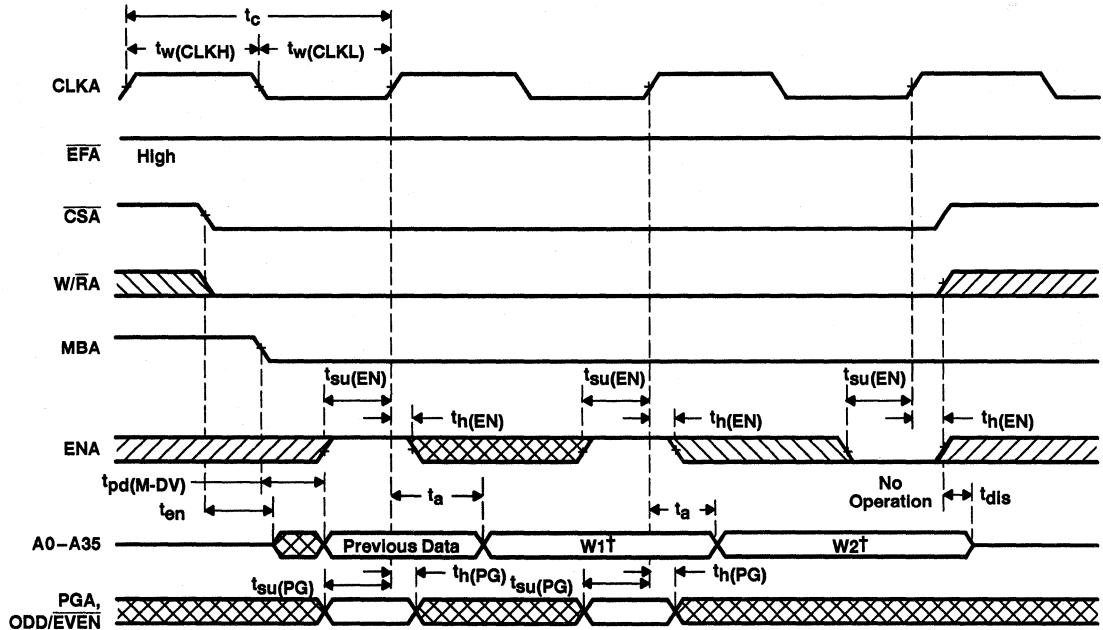 tc
tw(CLKH) tw(CLKL)
CLKA
EFA High
CSA
W/RA
MBA
tsu(EN) tsu(EN) tsu(EN)
th(EN) th(EN) th(EN)
ENA
tpd(M-DV) No
Operation
ten ta ta tdis
A0–A35 Previous Data W1† W2†
tsu(PG) th(PG) tsu(PG) th(PG)
PGA,
ODD/EVEN